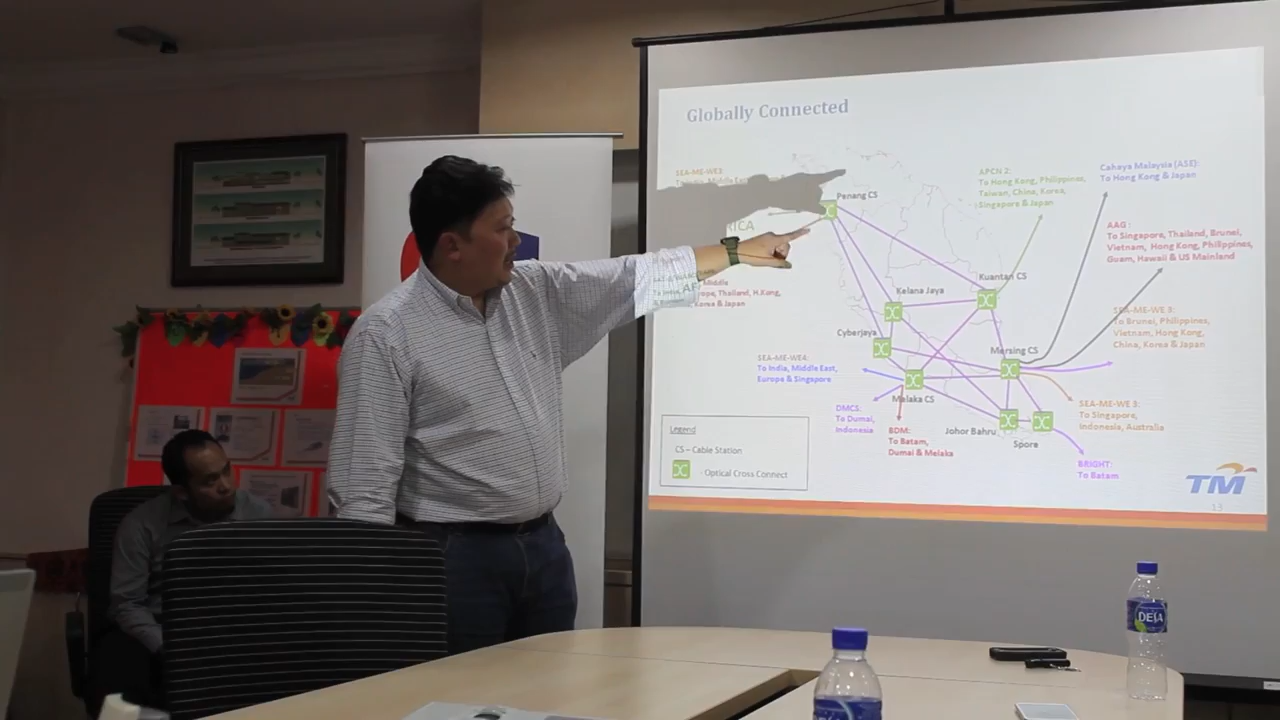 Globally Connected
SEA-ME-WE3:
Penang CS
APCN 2:
To Hong Kong, Philippines,
Taiwan, China, Korea,
Singapore & Japan
Cahaya Malaysia (ASE):
To Hong Kong & Japan
AAG :
To Singapore, Thailand, Brunei,
Vietnam, Hong Kong, Philippines,
Guam, Hawaii & US Mainland
Kuantan CS
Kelana Jaya
SEA-ME-WE 3:
To Brunei, Philippines,
Vietnam, Hong Kong,
China, Korea & Japan
Cyberjaya
Mersing CS
SEA-ME-WE4:
To India, Middle East,
Europe & Singapore
Melaka CS
DMCS:
To Dumai,
Indonesia
BDM:
To Batam,
Dumai & Melaka
Johor Bahru
Spore
SEA-ME-WE 3:
To Singapore,
Indonesia, Australia
BRIGHT:
To Batam
Legend
CS – Cable Station
- Optical Cross Connect
TM
13